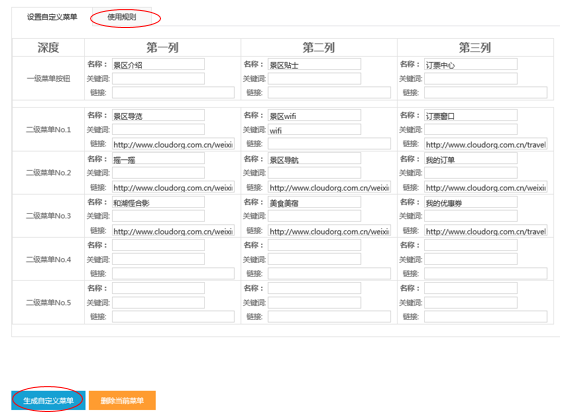 设置自定义菜单 使用规则
深度 第一列 第二列 第三列
一级菜单按钮 名称: 景区介绍 名称: 景区贴士 名称: 订票中心
关键词: 关键词: 关键词:
链接: 链接: 链接:
二级菜单No.1 名称: 景区导览 名称: 景区wifi 名称: 订票窗口
关键词: 关键词: wifi 关键词:
链接: http://www.cloudorg.com.cn/weixi 链接: 链接: http://www.cloudorg.com.cn/travel
二级菜单No.2 名称: 摇一摇 名称: 景区导航 名称: 我的订单
关键词: 关键词: 关键词:
链接: http://www.cloudorg.com.cn/weixi 链接: http://www.cloudorg.com.cn/weixi 链接: http://www.cloudorg.com.cn/travel
二级菜单No.3 名称: 和湖怪合影 名称: 美食美宿 名称: 我的优惠券
关键词: 关键词: 关键词:
链接: http://www.cloudorg.com.cn/weixi 链接: http://www.cloudorg.com.cn/weixi 链接: http://www.cloudorg.com.cn/travel
二级菜单No.4 名称: 名称: 名称:
关键词: 关键词: 关键词:
链接: 链接: 链接:
二级菜单No.5 名称: 名称: 名称:
关键词: 关键词: 关键词:
链接: 链接: 链接:
生成自定义菜单 删除当前菜单